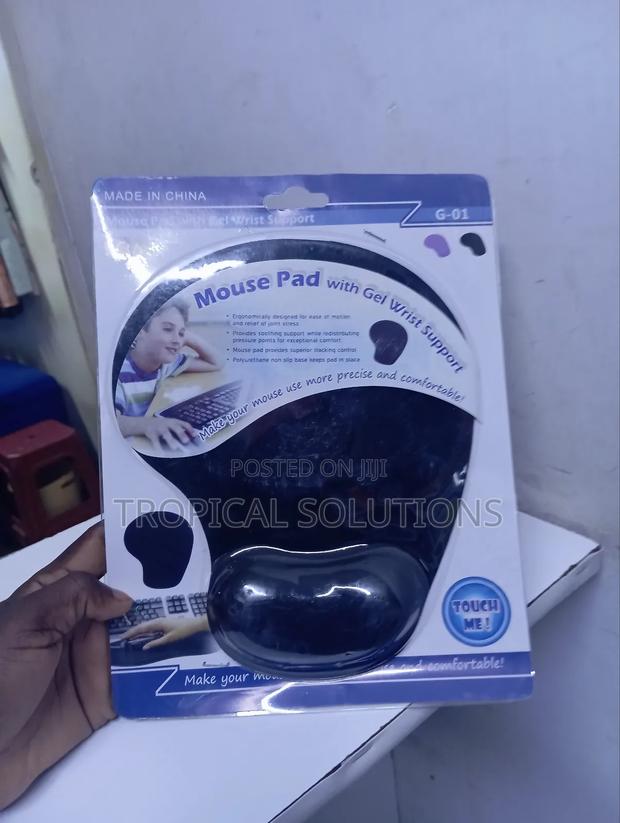 MADE IN CHINA
Mouse Pad with Gel Wrist Support
G-01
Mouse Pad with Gel Wrist Support
• Ergonomically designed for ease of motion
and relief of joint stress
• Provides soothing support while redistributing
pressure points for exceptional comfort
• Mouse pad provides superior tracking control
• Polyurethane non slip base keeps pad in place
Make your mouse use more precise and comfortable!
POSTED ON JIJI
TROPICAL SOLUTIONS
TOUCH
ME!
Make your and comfortable!